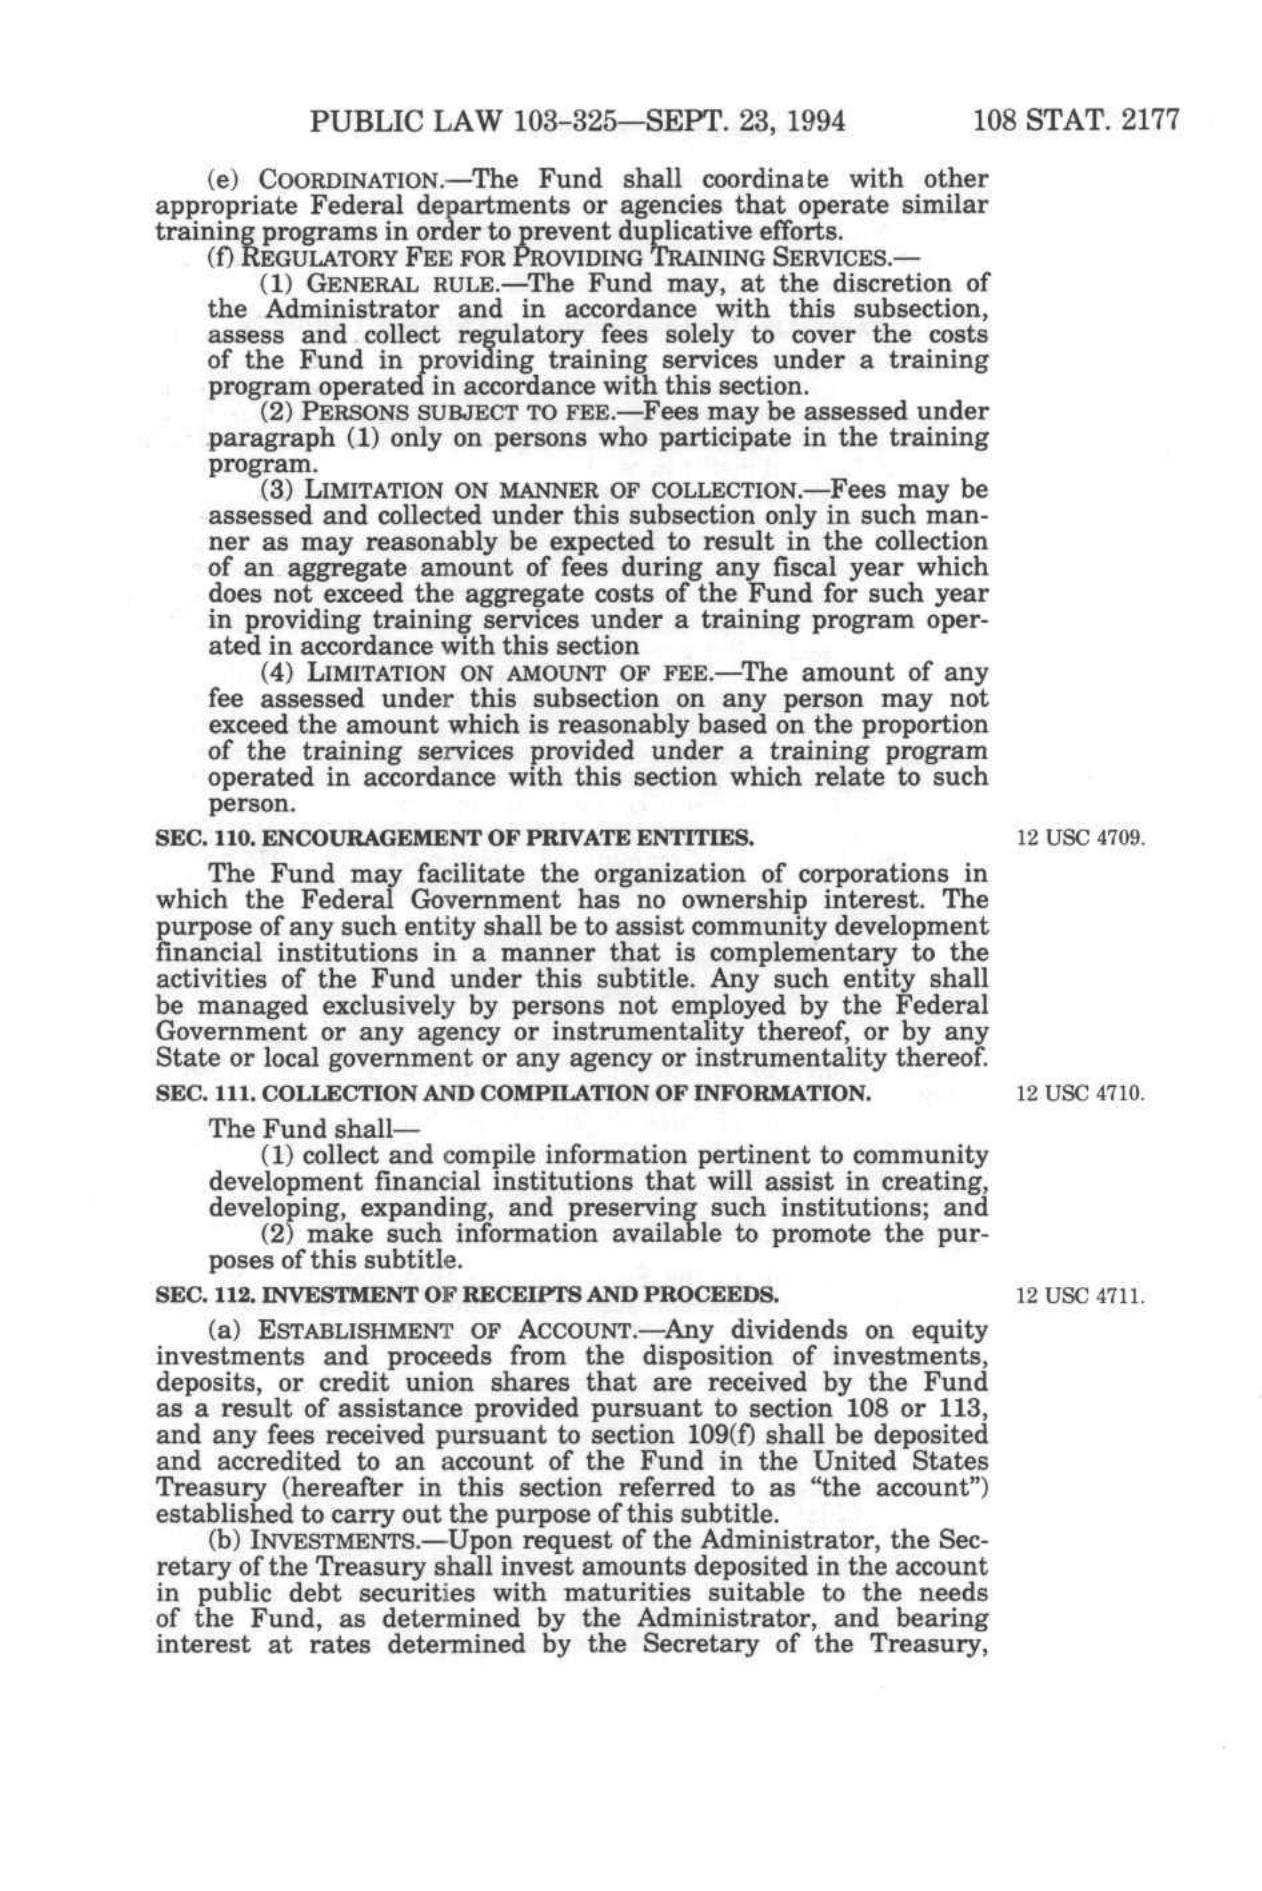 PUBLIC LAW 103–325—SEPT. 23, 1994 108 STAT. 2177
(e) COORDINATION.—The Fund shall coordinate with other
appropriate Federal departments or agencies that operate similar
training programs in order to prevent duplicative efforts.
(f) REGULATORY FEE FOR PROVIDING TRAINING SERVICES.—
(1) GENERAL RULE.—The Fund may, at the discretion of
the Administrator and in accordance with this subsection,
assess and collect regulatory fees solely to cover the costs
of the Fund in providing training services under a training
program operated in accordance with this section.
(2) PERSONS SUBJECT TO FEE.—Fees may be assessed under
paragraph (1) only on persons who participate in the training
program.
(3) LIMITATION ON MANNER OF COLLECTION.—Fees may be
assessed and collected under this subsection only in such man-
ner as may reasonably be expected to result in the collection
of an aggregate amount of fees during any fiscal year which
does not exceed the aggregate costs of the Fund for such year
in providing training services under a training program oper-
ated in accordance with this section
(4) LIMITATION ON AMOUNT OF FEE.—The amount of any
fee assessed under this subsection on any person may not
exceed the amount which is reasonably based on the proportion
of the training services provided under a training program
operated in accordance with this section which relate to such
person.
SEC. 110. ENCOURAGEMENT OF PRIVATE ENTITIES. 12 USC 4709.
The Fund may facilitate the organization of corporations in
which the Federal Government has no ownership interest. The
purpose of any such entity shall be to assist community development
financial institutions in a manner that is complementary to the
activities of the Fund under this subtitle. Any such entity shall
be managed exclusively by persons not employed by the Federal
Government or any agency or instrumentality thereof, or by any
State or local government or any agency or instrumentality thereof.
SEC. 111. COLLECTION AND COMPILATION OF INFORMATION. 12 USC 4710.
The Fund shall—
(1) collect and compile information pertinent to community
development financial institutions that will assist in creating,
developing, expanding, and preserving such institutions; and
(2) make such information available to promote the pur-
poses of this subtitle.
SEC. 112. INVESTMENT OF RECEIPTS AND PROCEEDS. 12 USC 4711.
(a) ESTABLISHMENT OF ACCOUNT.—Any dividends on equity
investments and proceeds from the disposition of investments,
deposits, or credit union shares that are received by the Fund
as a result of assistance provided pursuant to section 108 or 113,
and any fees received pursuant to section 109(f) shall be deposited
and accredited to an account of the Fund in the United States
Treasury (hereafter in this section referred to as “the account”)
established to carry out the purpose of this subtitle.
(b) INVESTMENTS.—Upon request of the Administrator, the Sec-
retary of the Treasury shall invest amounts deposited in the account
in public debt securities with maturities suitable to the needs
of the Fund, as determined by the Administrator, and bearing
interest at rates determined by the Secretary of the Treasury,